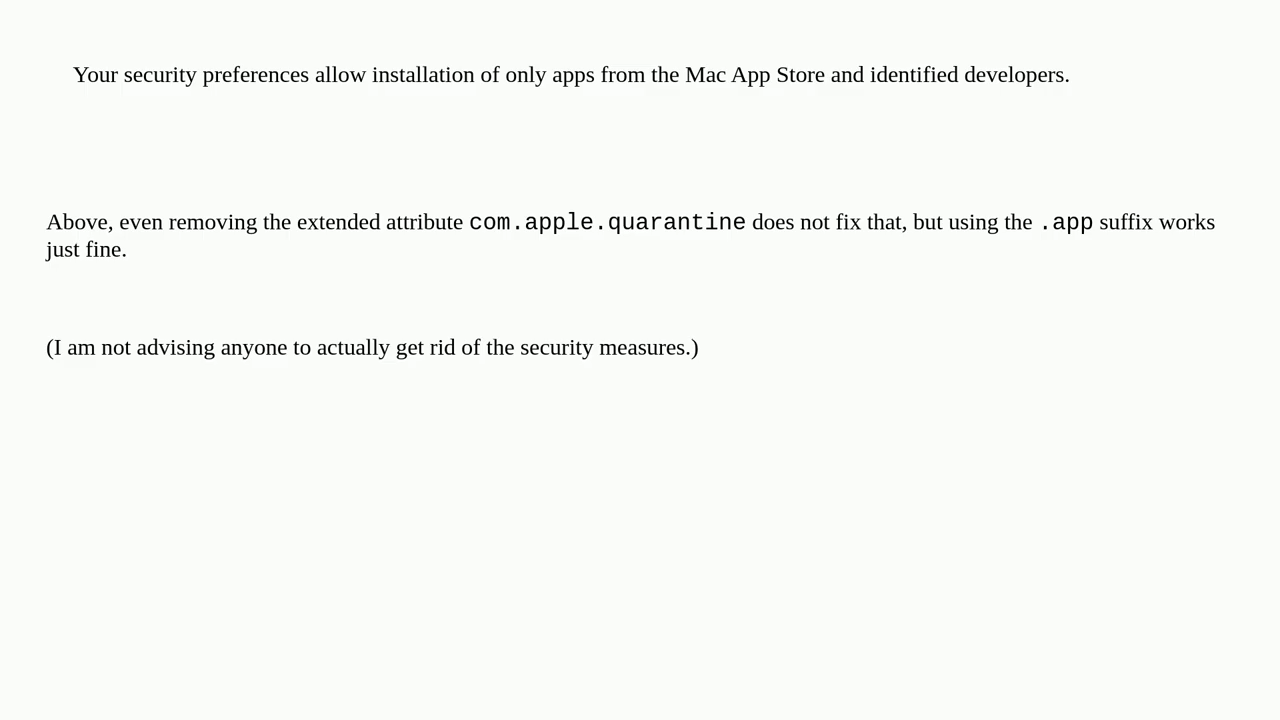 Your security preferences allow installation of only apps from the Mac App Store and identified developers.
Above, even removing the extended attribute com.apple.quarantine does not fix that, but using the .app suffix works
just fine.
(I am not advising anyone to actually get rid of the security measures.)